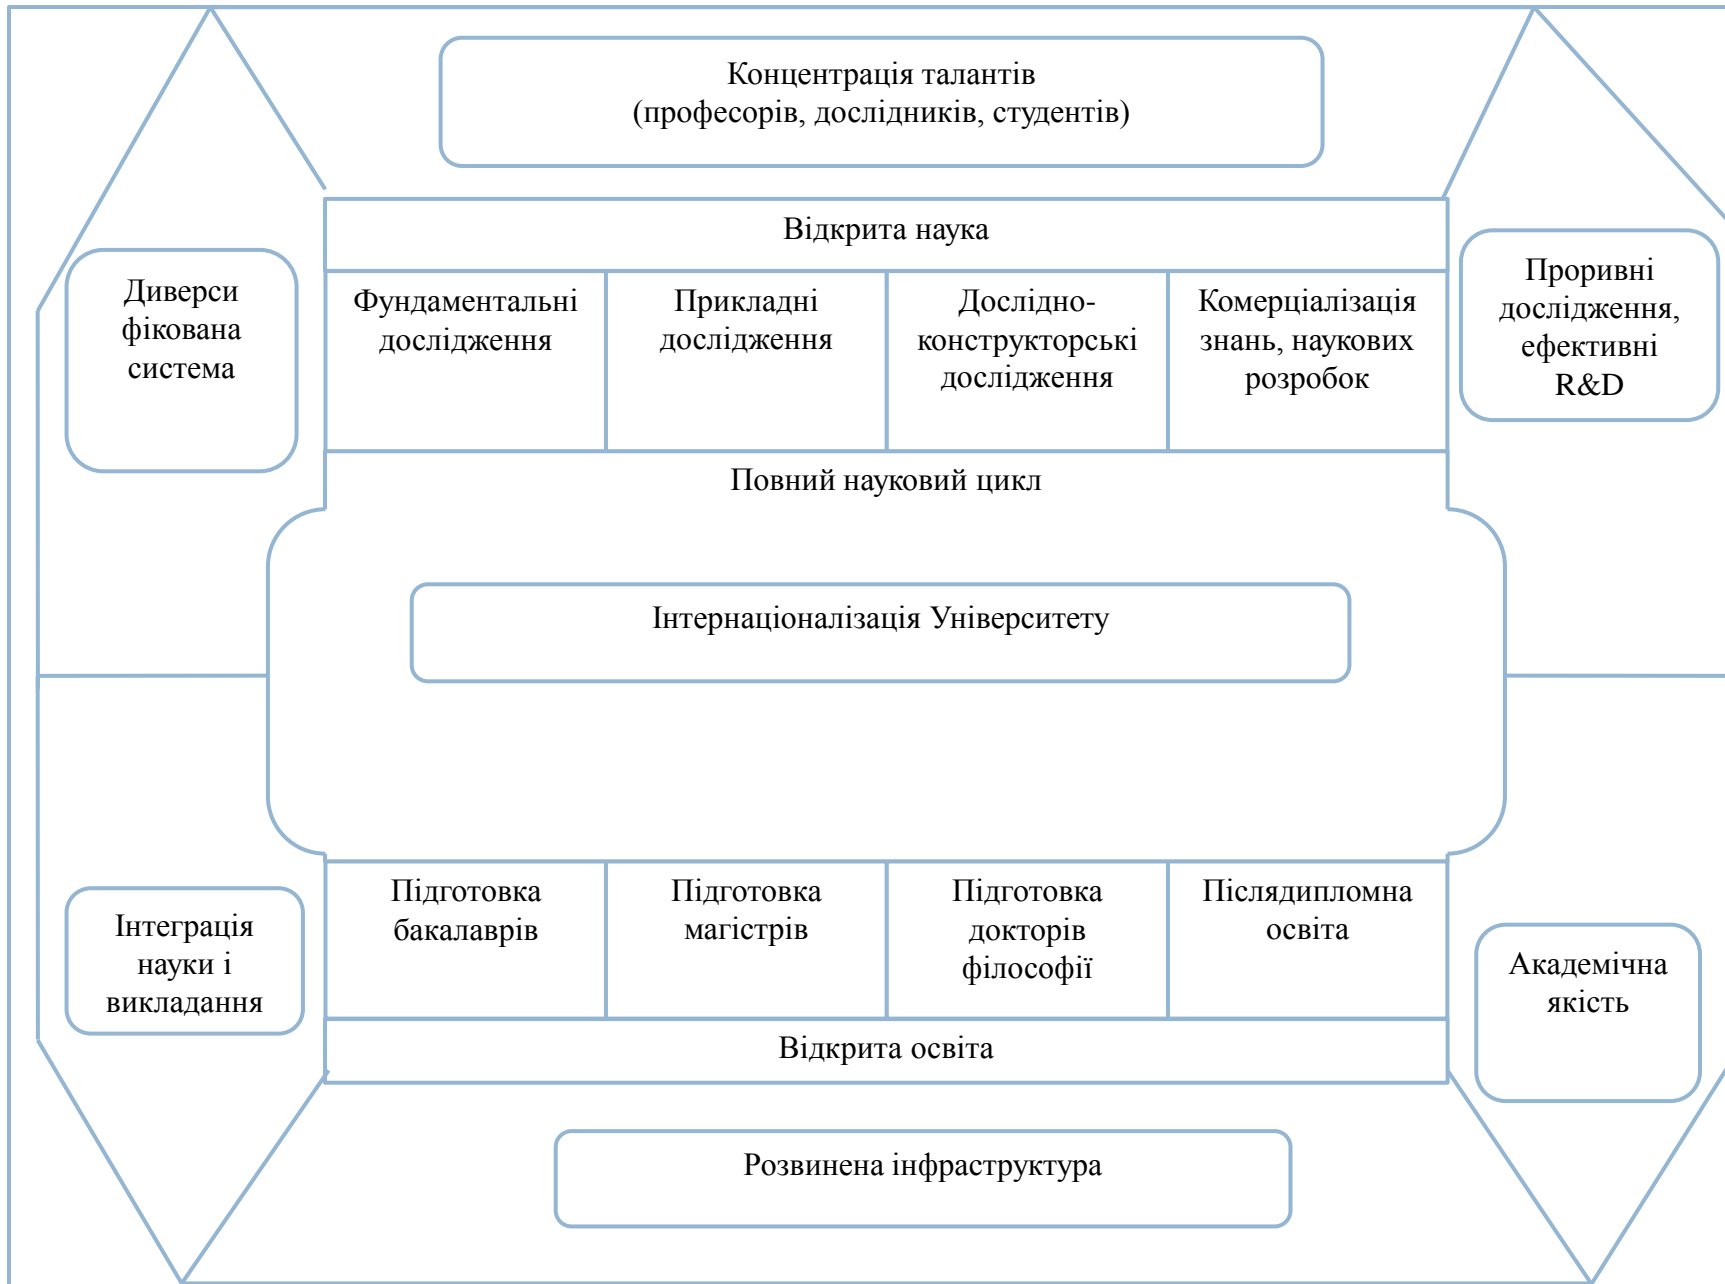 Концентрація талантів
(професорів, дослідників, студентів)
Відкрита наука
Диверси
фікована
система
Фундаментальні
дослідження
Прикладні
дослідження
Дослідно-
конструкторські
дослідження
Комерціалізація
знань, наукових
розробок
Проривні
дослідження,
ефективні
R&D
Повний науковий цикл
Інтернаціоналізація Університету
Інтеграція
науки і
викладання
Підготовка
бакалаврів
Підготовка
магістрів
Підготовка
докторів
філософії
Післядипломна
освіта
Академічна
якість
Відкрита освіта
Розвинена інфраструктура